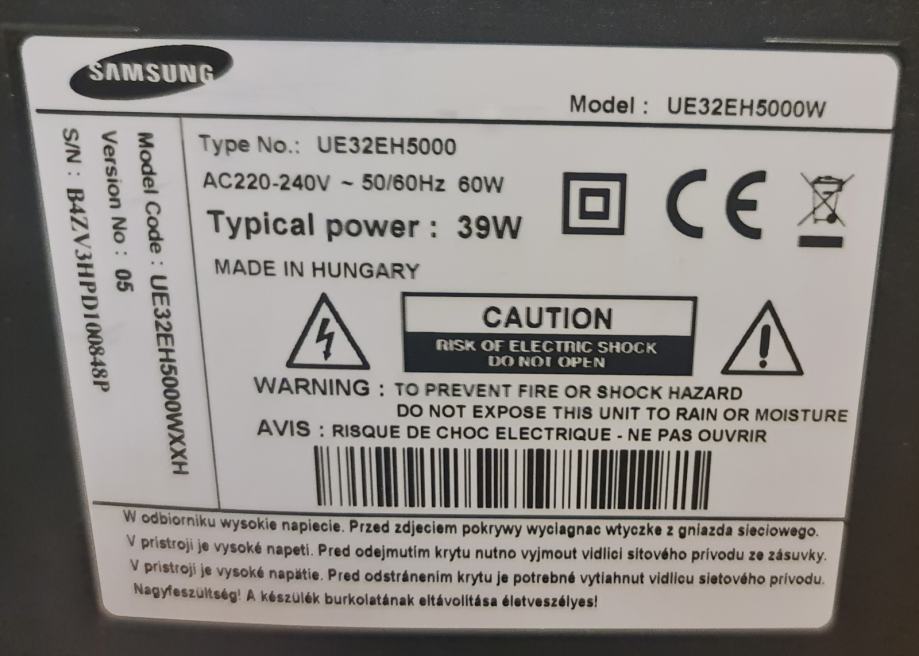 SAMSUNG
Model : UE32EH5000W
Model Code : UE32EH5000WXXH
Version No : 05
S/N : B4ZV3HPD100848P
Type No.: UE32EH5000
AC220-240V ~ 50/60Hz 60W
Typical power : 39W
MADE IN HUNGARY
CE
CAUTION
RISK OF ELECTRIC SHOCK
DO NOT OPEN
WARNING : TO PREVENT FIRE OR SHOCK HAZARD
DO NOT EXPOSE THIS UNIT TO RAIN OR MOISTURE
AVIS : RISQUE DE CHOC ELECTRIQUE - NE PAS OUVRIR
W odbiorniku wysokie napiecie. Przed zdjeciem pokrywy wyciagnac wtyczke z gniazda sieciowego.
V prístroji je vysoké napeti. Pred odejmutím krytu nutno vyjmout vidlici sítového prívodu ze zásuvky.
V prístroji je vysoké napätie. Pred odstránením krytu je potrebné vytiahnut vidlicu sietového prívodu.
Nagyfeszültség! A készülék burkolatának eltávolítása életveszélyes!